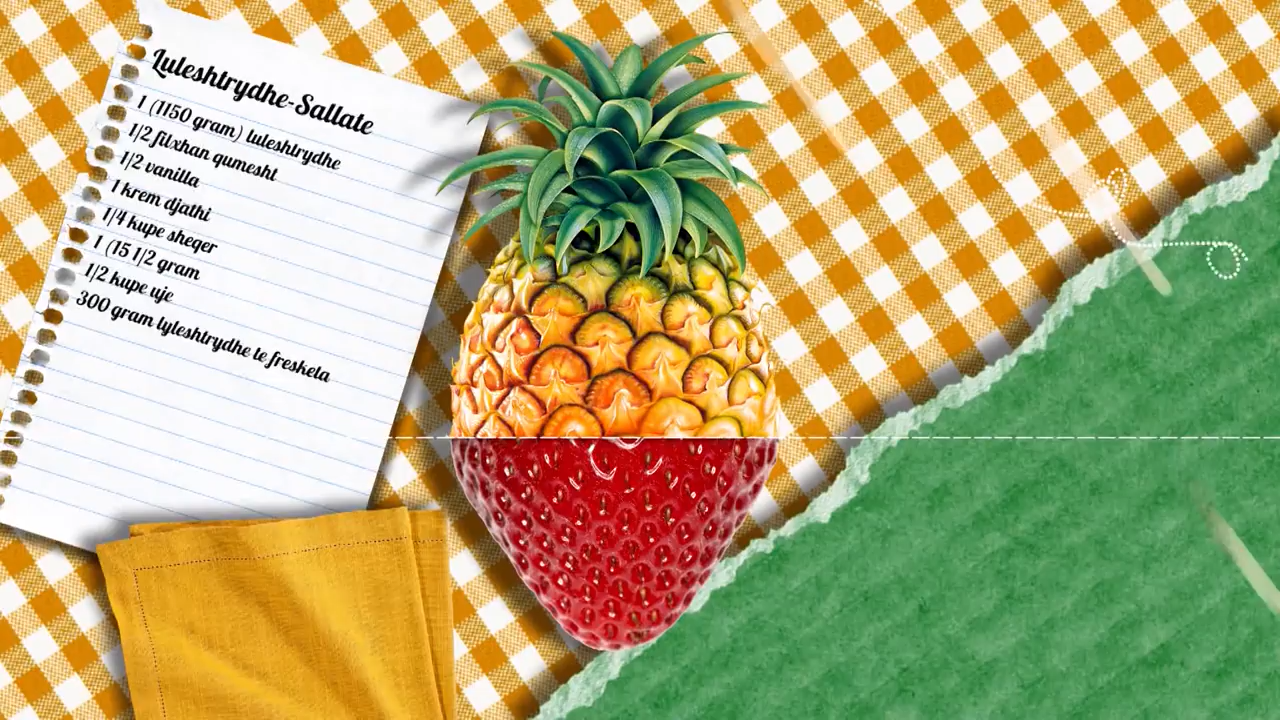 Luleshtrydhe-Sallate
1 (1150 gram) luleshtrydhe
1/2 filxhan qumesht
1/2 vanilla
1 krem djathi
1/4 kupe sheqer
1 (15 1/2 gram
1/2 kupe uje
300 gram lyleshtrydhe te fresketa